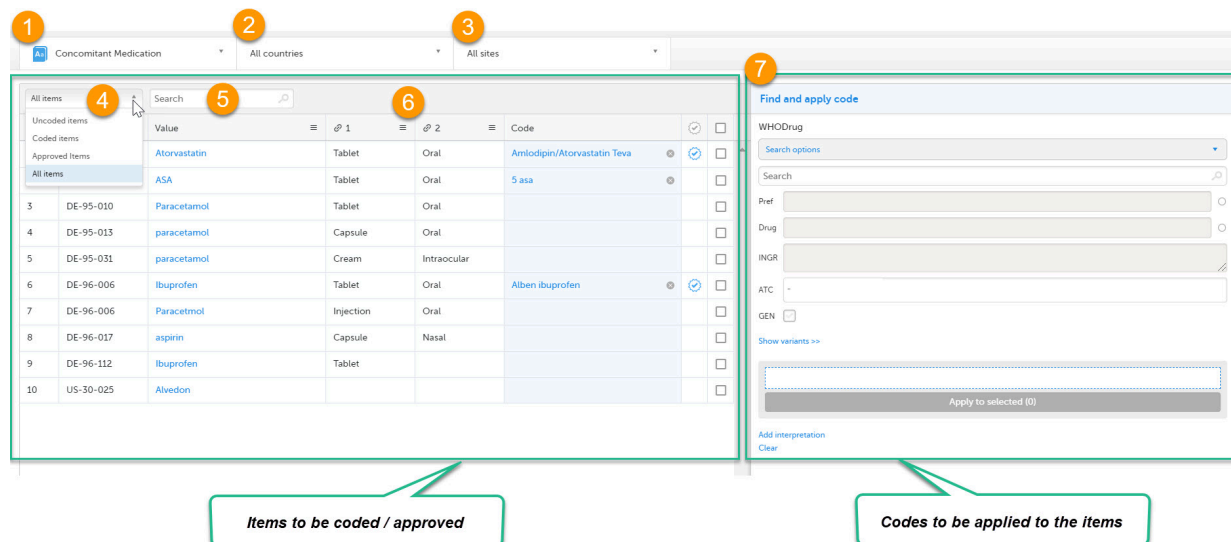 1 2 3
Concomitant Medication All countries All sites
7
All items 4 Search 5 6 Find and apply code
Uncoded items
Coded items
Approved Items
All items
Value 1 2 Code
WHODrug
Search options
Atorvastatin Tablet Oral Amlodipin/Atorvastatin Teva
ASA Tablet Oral 5 asa
Search
3 DE-95-010 Paracetamol Tablet Oral
Pref
4 DE-95-013 paracetamol Capsule Oral
Drug
5 DE-95-031 paracetamol Cream Intraocular
INGR
6 DE-96-006 Ibuprofen Tablet Oral Alben ibuprofen
ATC -
7 DE-96-006 Paracetmol Injection Oral
GEN
8 DE-96-017 aspirin Capsule Nasal
Show variants >>
9 DE-96-112 Ibuprofen Tablet
10 US-30-025 Alvedon
Apply to selected (0)
Add interpretation
Clear
Items to be coded / approved
Codes to be applied to the items